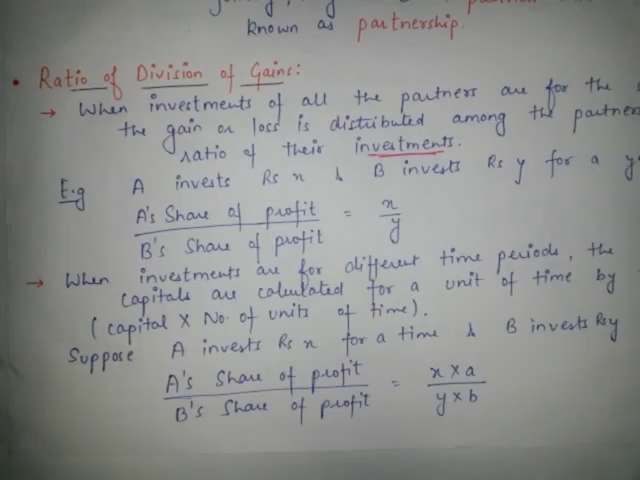 known as partnership.
• Ratio of Division of Gains:
→ When investments of all the partners are for the
the gain or loss is distributed among the partners
ratio of their investments.
E.g A invests Rs x & B invests Rs y for a y
A's Share of profit / B's Share of profit = x / y
→ When investments are for different time periods, the
capitals are calculated for a unit of time by
(capital X No. of units of time).
Suppose A invests Rs x for a time & B invests Rs y
A's Share of profit / B's Share of profit = x × a / y × b